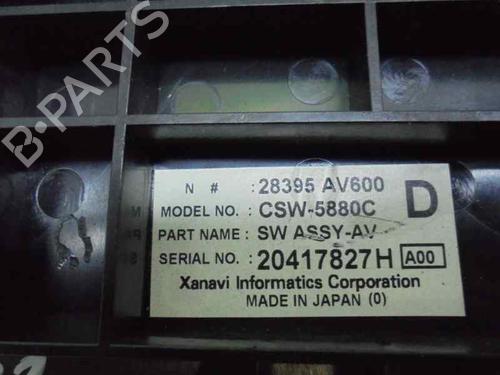 B-PARTS
N # : 28395 AV600
D
MODEL NO. : CSW-5880C
PART NAME : SW ASSY-AV
SERIAL NO. : 20417827H A00
Xanavi Informatics Corporation
MADE IN JAPAN (0)